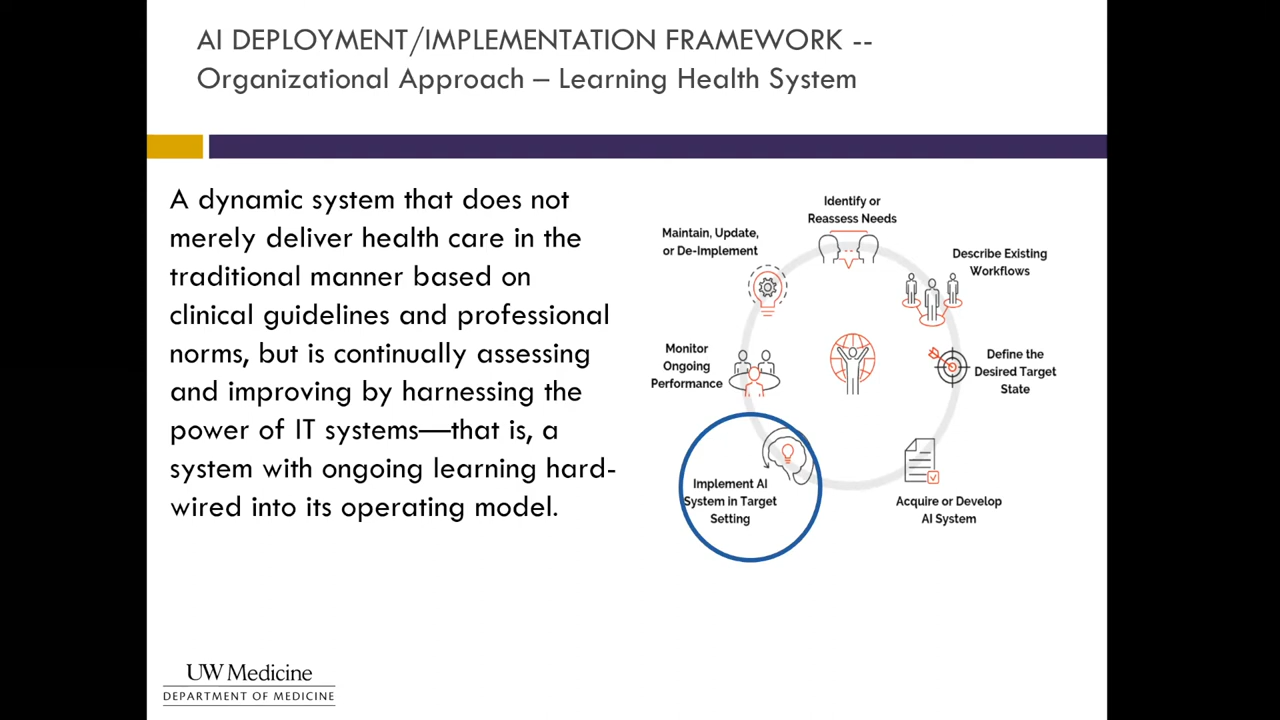 AI DEPLOYMENT/IMPLEMENTATION FRAMEWORK --
Organizational Approach – Learning Health System
A dynamic system that does not
merely deliver health care in the
traditional manner based on
clinical guidelines and professional
norms, but is continually assessing
and improving by harnessing the
power of IT systems—that is, a
system with ongoing learning hard-
wired into its operating model.
Identify or
Reassess Needs
Describe Existing
Workflows
Define the
Desired Target
State
Acquire or Develop
AI System
Implement AI
System in Target
Setting
Monitor
Ongoing
Performance
Maintain, Update,
or De-Implement
UW Medicine
DEPARTMENT OF MEDICINE